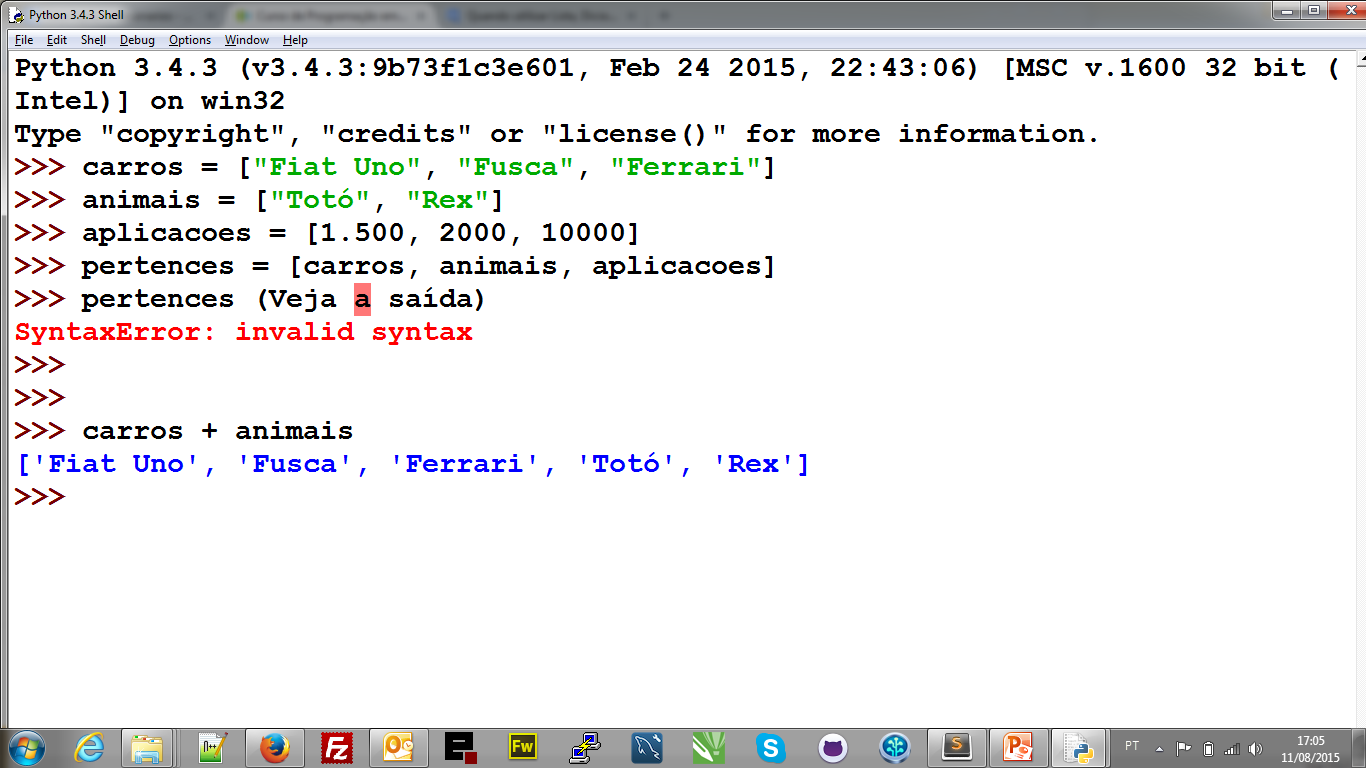 Python 3.4.3 Shell
File Edit Shell Debug Options Window Help
Python 3.4.3 (v3.4.3:9b73f1c3e601, Feb 24 2015, 22:43:06) [MSC v.1600 32 bit (
Intel)] on win32
Type "copyright", "credits" or "license()" for more information.
>>> carros = ["Fiat Uno", "Fusca", "Ferrari"]
>>> animais = ["Totó", "Rex"]
>>> aplicacoes = [1.500, 2000, 10000]
>>> pertences = [carros, animais, aplicacoes]
>>> pertences (Veja a saída)
SyntaxError: invalid syntax
>>>
>>>
>>> carros + animais
['Fiat Uno', 'Fusca', 'Ferrari', 'Totó', 'Rex']
>>>
PT
17:05
11/08/2015